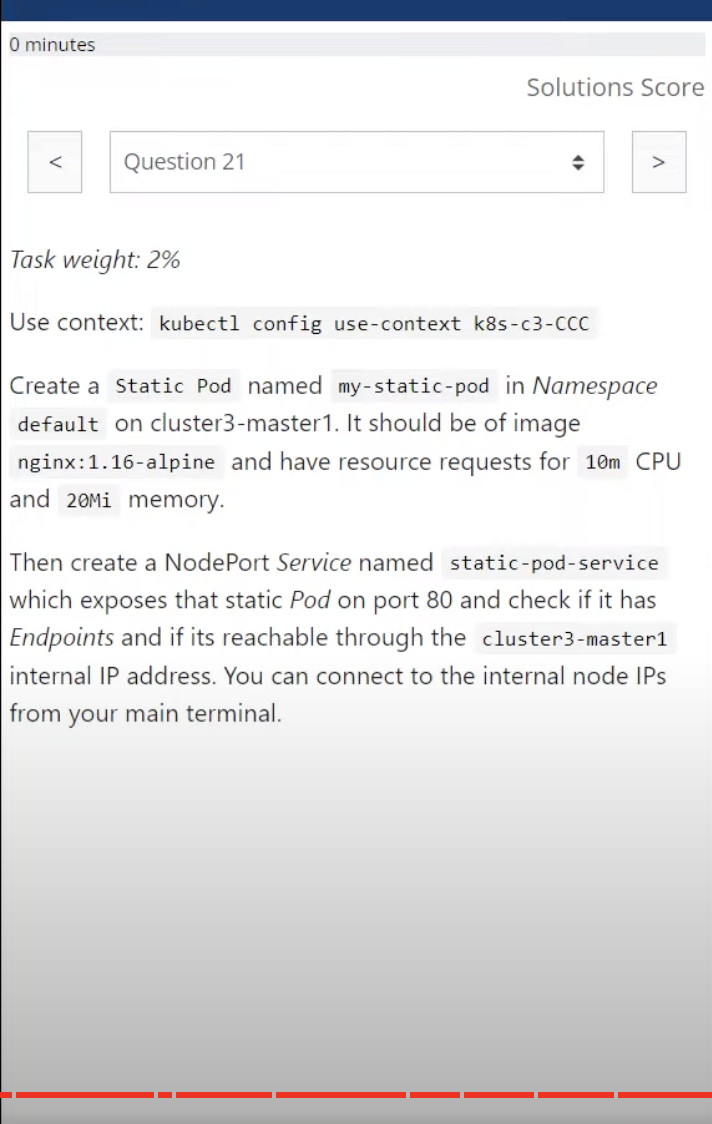 0 minutes
Solutions Score
<
Question 21
>
Task weight: 2%
Use context: kubectl config use-context k8s-c3-CCC
Create a Static Pod named my-static-pod in Namespace
default on cluster3-master1. It should be of image
nginx:1.16-alpine and have resource requests for 10m CPU
and 20Mi memory.
Then create a NodePort Service named static-pod-service
which exposes that static Pod on port 80 and check if it has
Endpoints and if its reachable through the cluster3-master1
internal IP address. You can connect to the internal node IPs
from your main terminal.